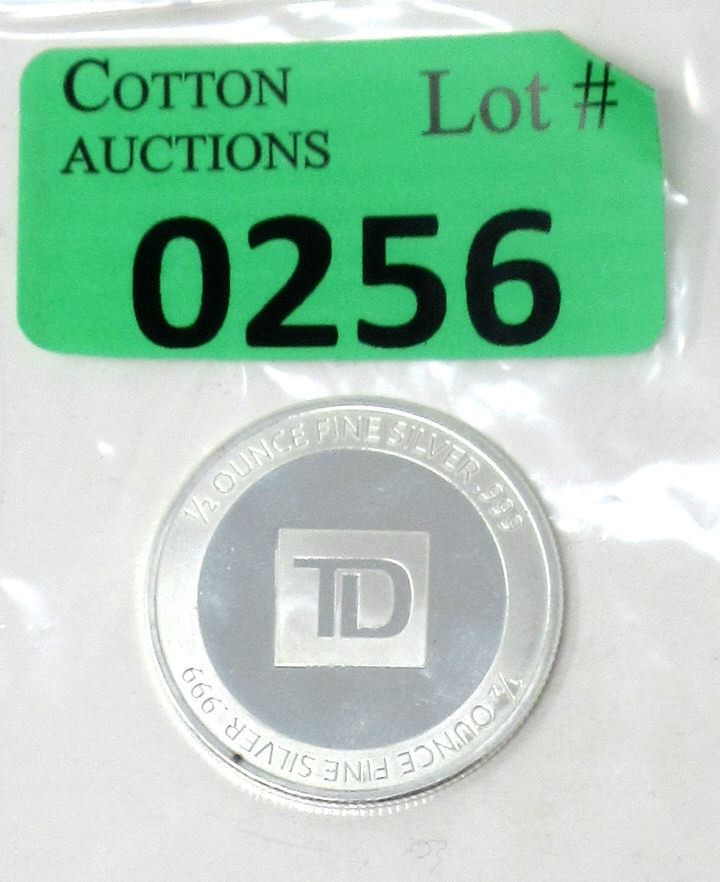 COTTON
AUCTIONS
Lot #
0256
½ OUNCE FINE SILVER .999
TD
½ OUNCE FINE SILVER .999